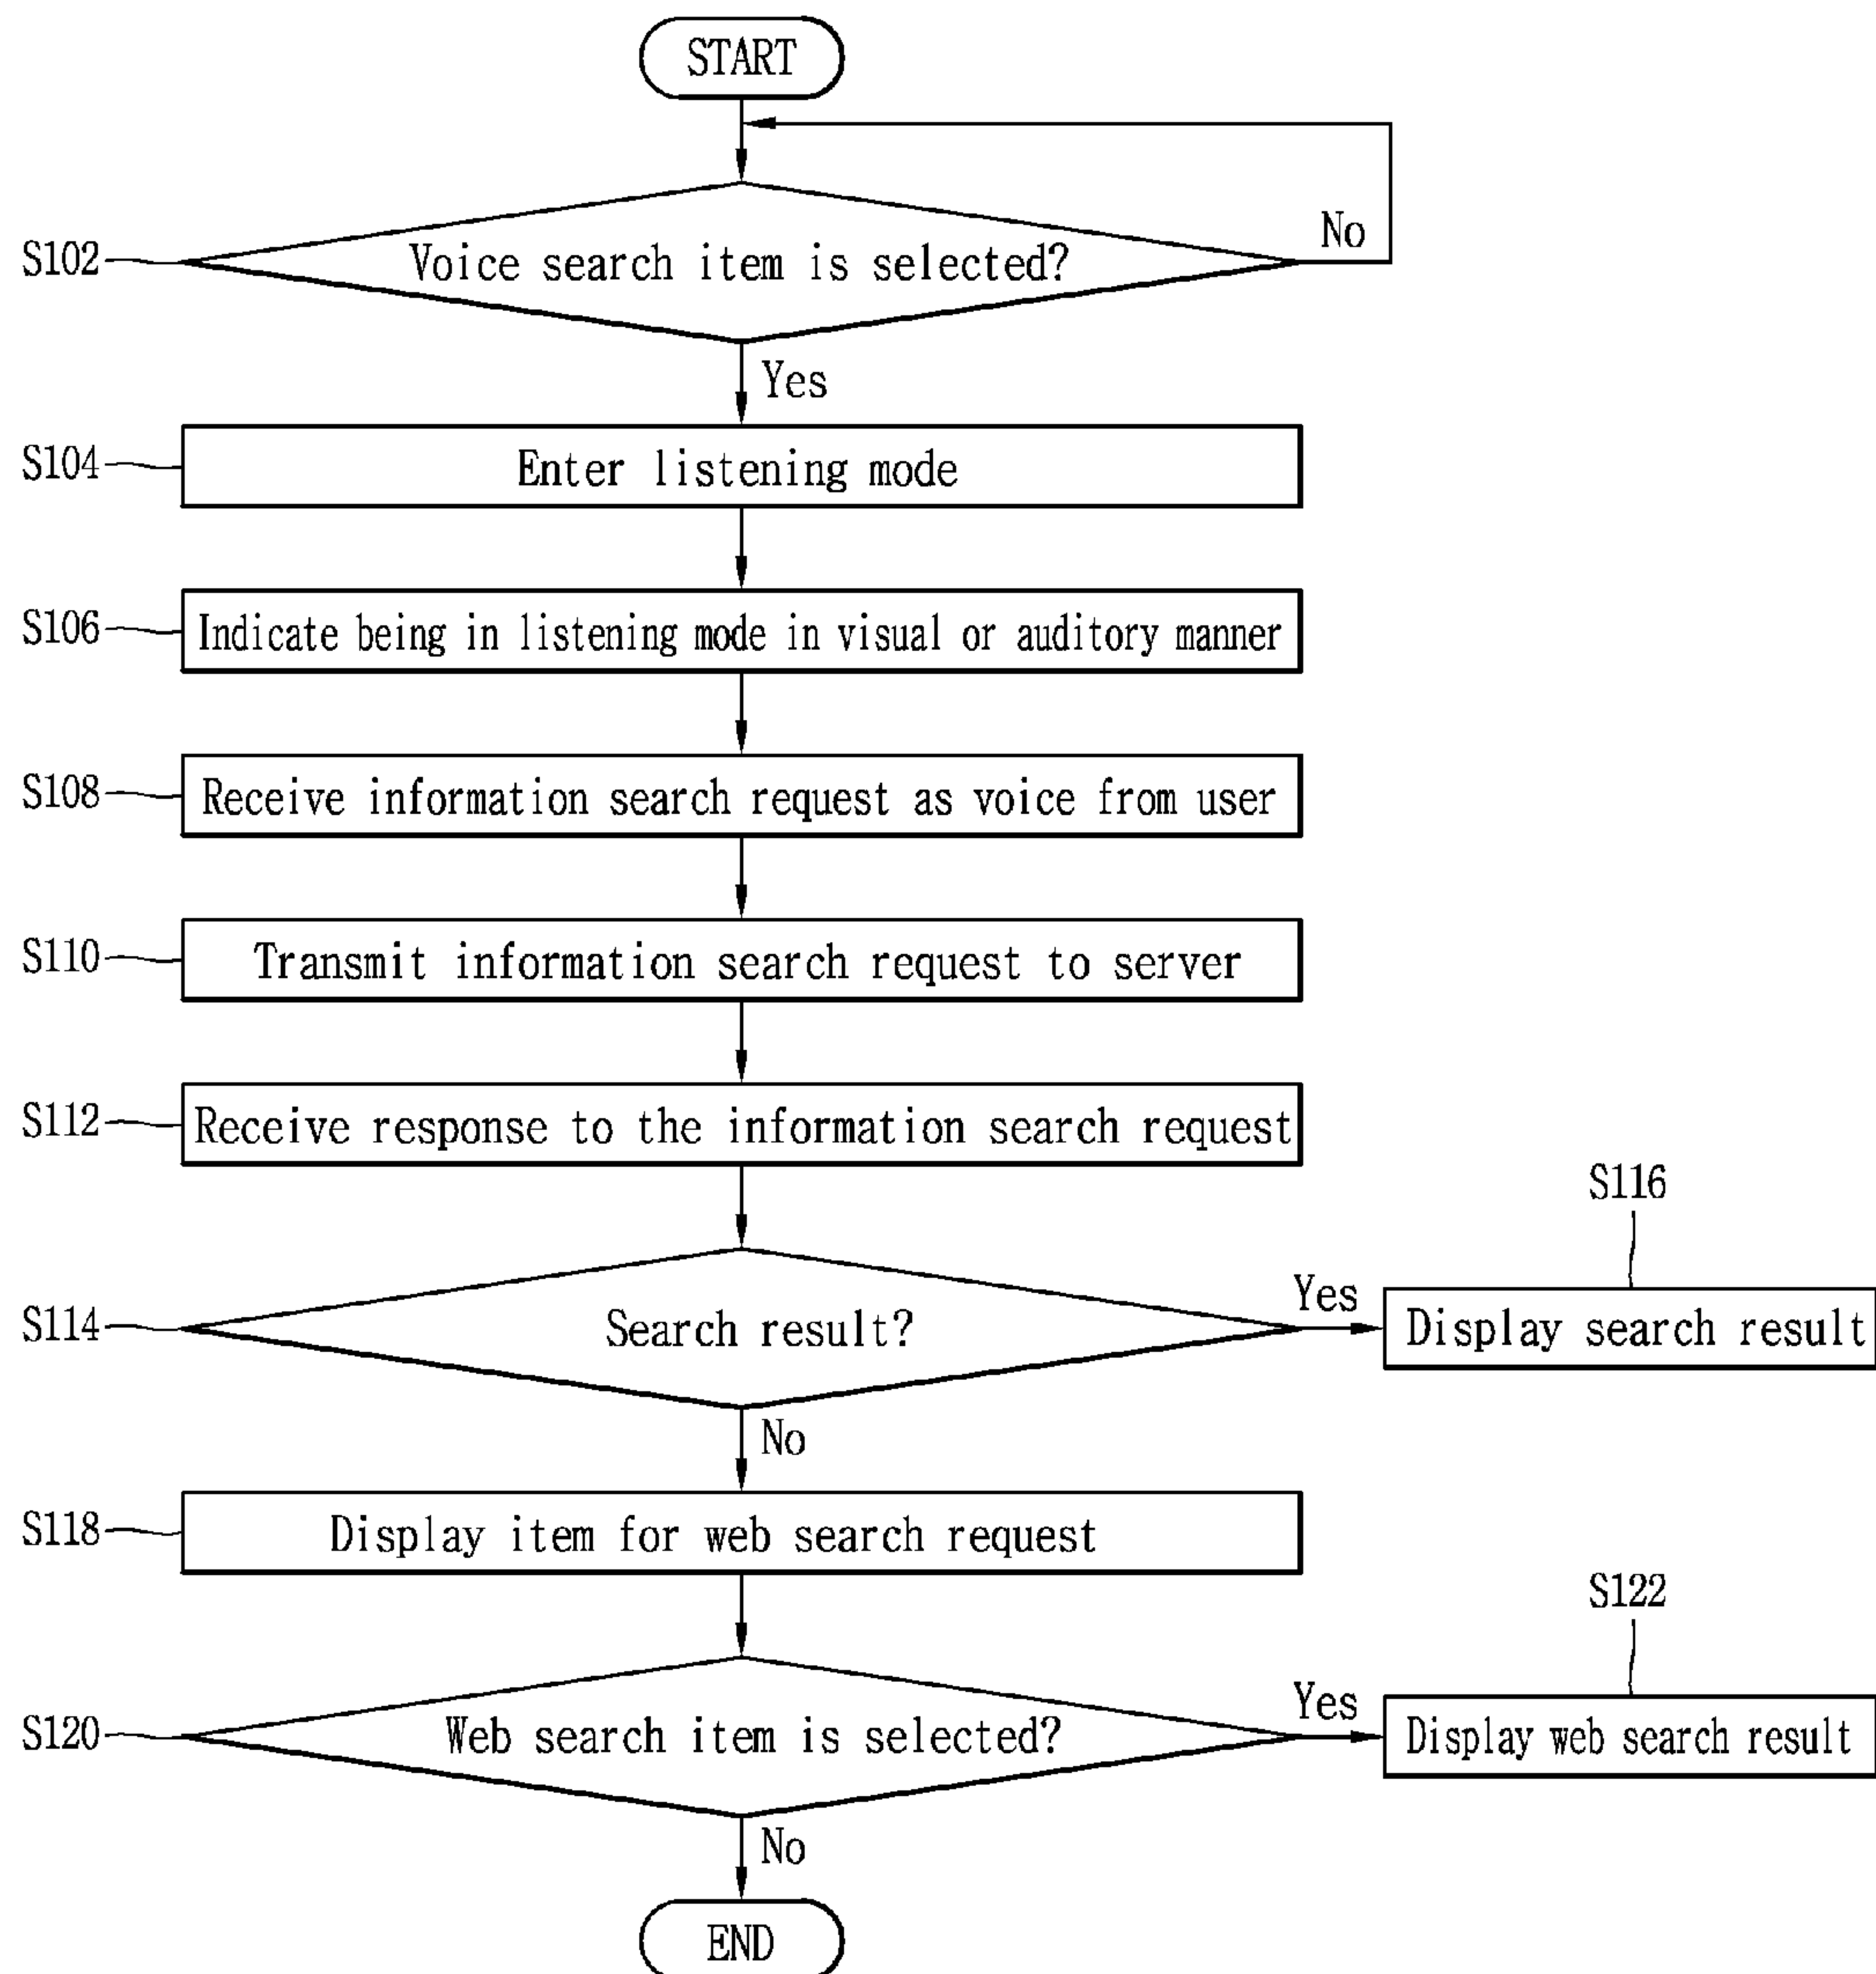 START
No
S102
Voice search item is selected?
Yes
S104
Enter listening mode
S106
Indicate being in listening mode in visual or auditory manner
S108
Receive information search request as voice from user
S110
Transmit information search request to server
S112
Receive response to the information search request
S116
S114
Search result?
Yes
Display search result
No
S118
Display item for web search request
S122
S120
Web search item is selected?
Yes
Display web search result
No
END